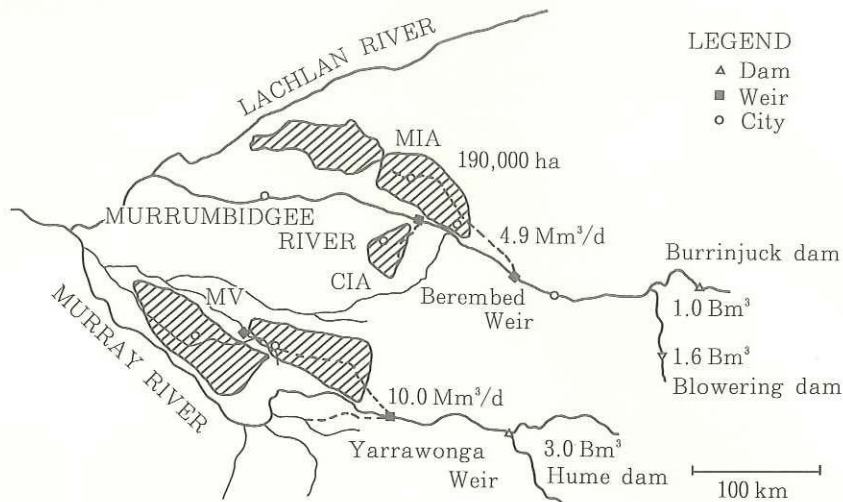 LACHLAN RIVER
LEGEND
Dam
Weir
City
MIA
190,000 ha
MURRUMBIDGEE
RIVER
4.9 Mm³/d
CIA
Berembed
Weir
Burrinjuck dam
1.0 Bm³
1.6 Bm³
Blowering dam
MV
MURRAY RIVER
10.0 Mm³/d
Yarrawonga
Weir
3.0 Bm³
Hume dam
100 km